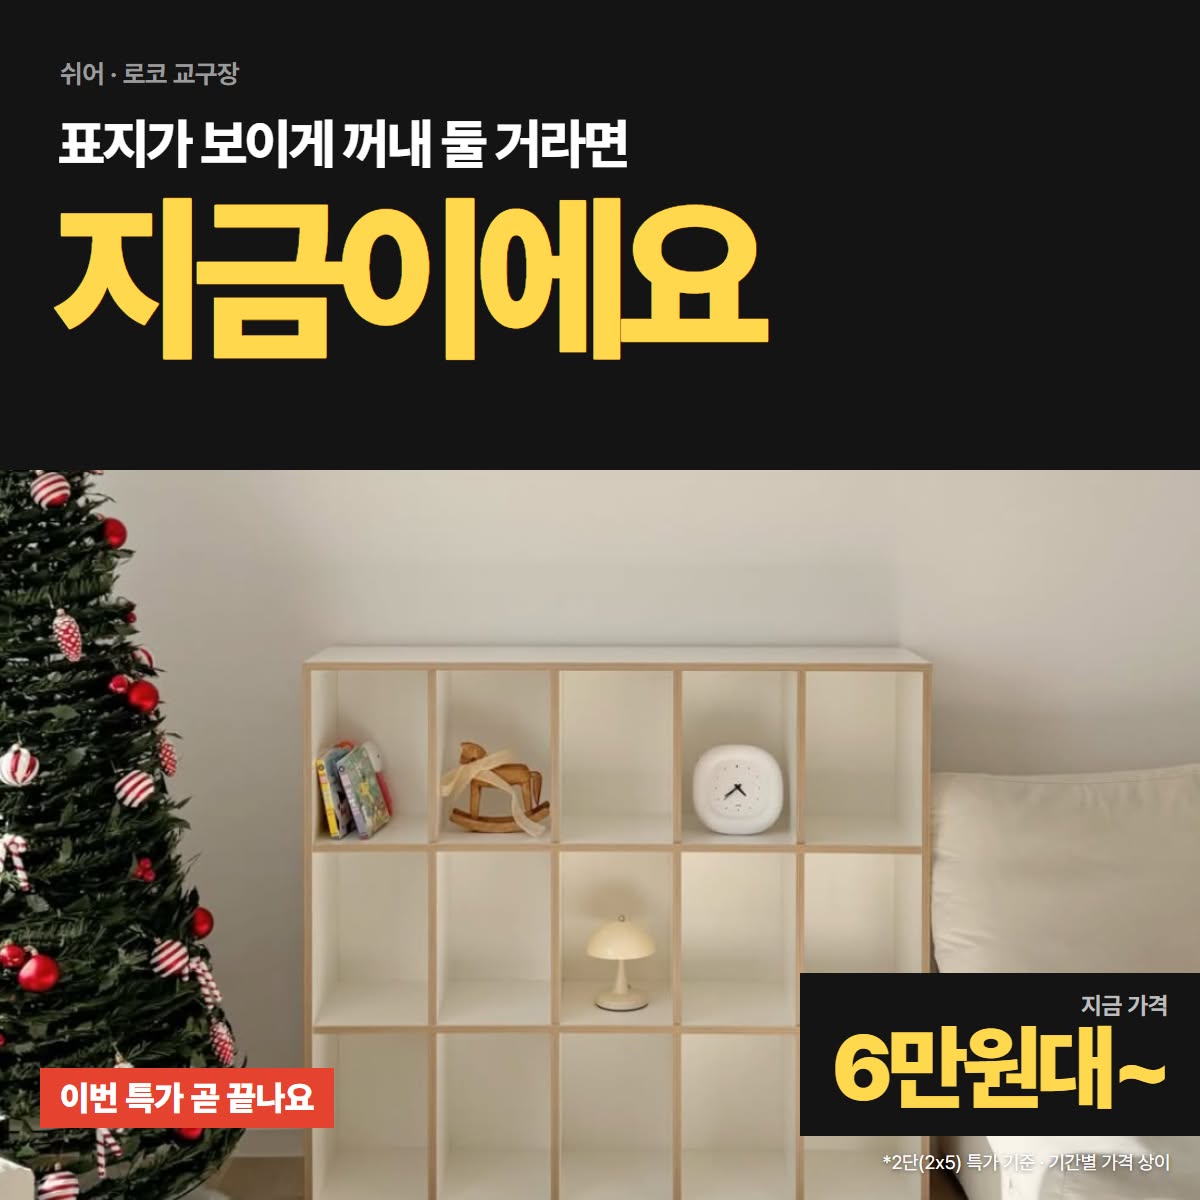 쉬어 · 로코 교구장
표지가 보이게 꺼내 둘 거라면
지금이에요
지금 가격
6만원대~
이번 특가 곧 끝나요
*2단(2x5) 특가 기준 · 기간별 가격 상이